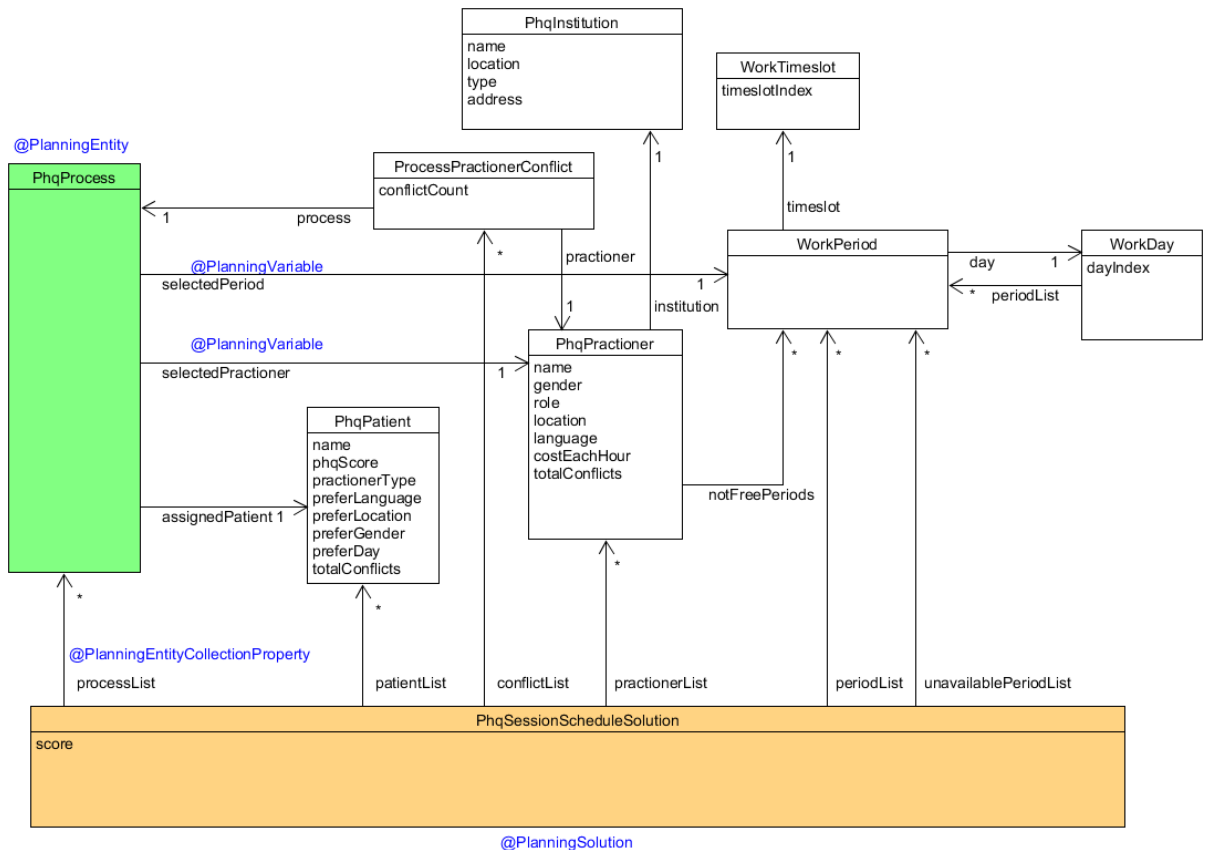 PhqInstitution
name
location
type
address
WorkTimeslot
timeslotIndex
@PlanningEntity
PhqProcess
ProcessPractionerConflict
conflictCount
1
process
practioner
1
*
1
institution
1
timeslot
WorkPeriod
WorkDay
dayIndex
day
1
* periodList
@PlanningVariable
selectedPeriod
1
@PlanningVariable
selectedPractioner
1
PhqPractioner
name
gender
role
location
language
costEachHour
totalConflicts
notFreePeriods
*
*
*
PhqPatient
name
phqScore
practionerType
preferLanguage
preferLocation
preferGender
preferDay
totalConflicts
assignedPatient 1
*
*
*
@PlanningEntityCollectionProperty
processList
patientList
conflictList
practionerList
periodList
unavailablePeriodList
PhqSessionScheduleSolution
score
@PlanningSolution